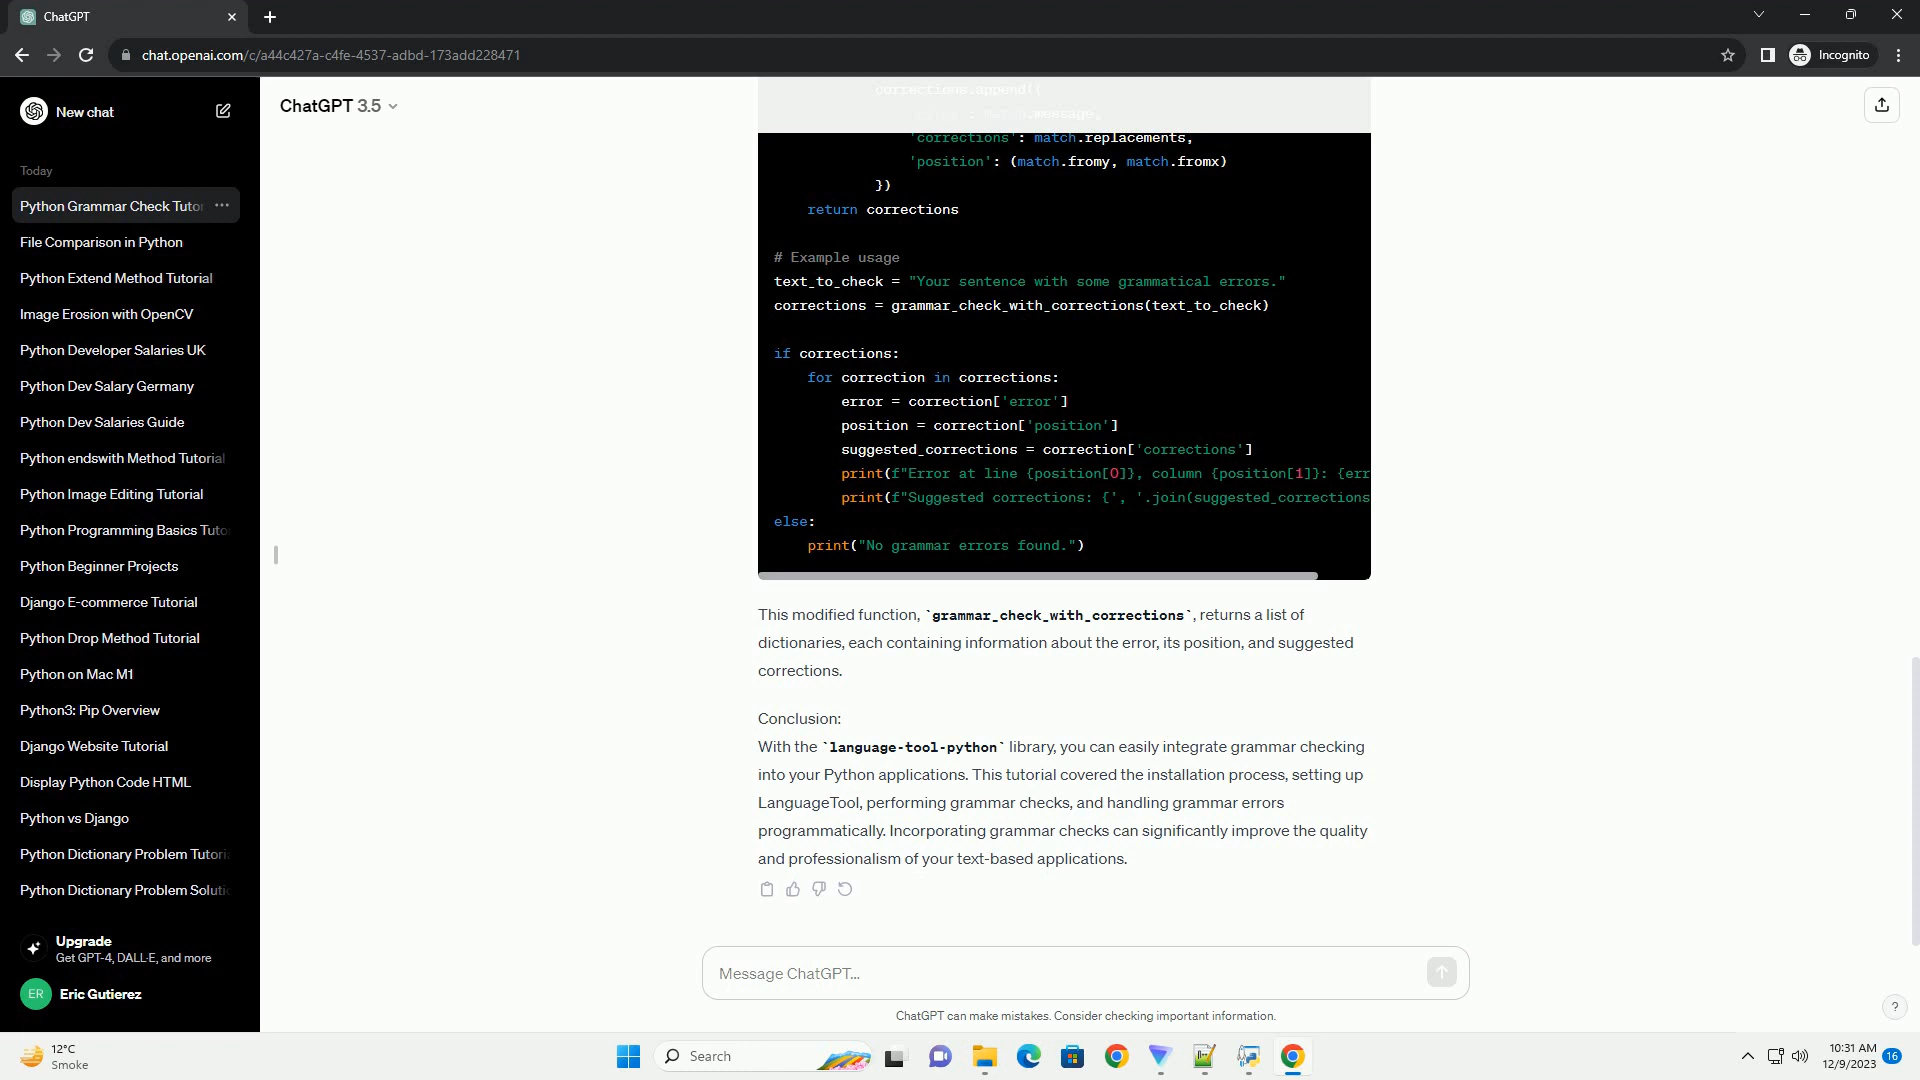 ChatGPT
chat.openai.com/c/a44c427a-c4fe-4537-adbd-173add228471
Incognito
New chat
Today
Python Grammar Check Tutor
File Comparison in Python
Python Extend Method Tutorial
Image Erosion with OpenCV
Python Developer Salaries UK
Python Dev Salary Germany
Python Dev Salaries Guide
Python endswith Method Tutorial
Python Image Editing Tutorial
Python Programming Basics Tutor
Python Beginner Projects
Django E-commerce Tutorial
Python Drop Method Tutorial
Python on Mac M1
Python3: Pip Overview
Django Website Tutorial
Display Python Code HTML
Python vs Django
Python Dictionary Problem Tutoria
Python Dictionary Problem Solutio
Upgrade
Get GPT-4, DALL·E, and more
ER
Eric Gutierez
ChatGPT 3.5
corrections.append({
match.message,
'corrections': match.replacements,
'position': (match.fromy, match.fromx)
})
return corrections
# Example usage
text_to_check = "Your sentence with some grammatical errors."
corrections = grammar_check_with_corrections(text_to_check)
if corrections:
for correction in corrections:
error = correction['error']
position = correction['position']
suggested_corrections = correction['corrections']
print(f"Error at line {position[0]}, column {position[1]}: {err
print(f"Suggested corrections: {', '.join(suggested_corrections
else:
print("No grammar errors found.")
This modified function, `grammar_check_with_corrections`, returns a list of
dictionaries, each containing information about the error, its position, and suggested
corrections.
Conclusion:
With the `language-tool-python` library, you can easily integrate grammar checking
into your Python applications. This tutorial covered the installation process, setting up
LanguageTool, performing grammar checks, and handling grammar errors
programmatically. Incorporating grammar checks can significantly improve the quality
and professionalism of your text-based applications.
Message ChatGPT...
ChatGPT can make mistakes. Consider checking important information.
?
12°C
Smoke
Search
10:31 AM
12/9/2023
16